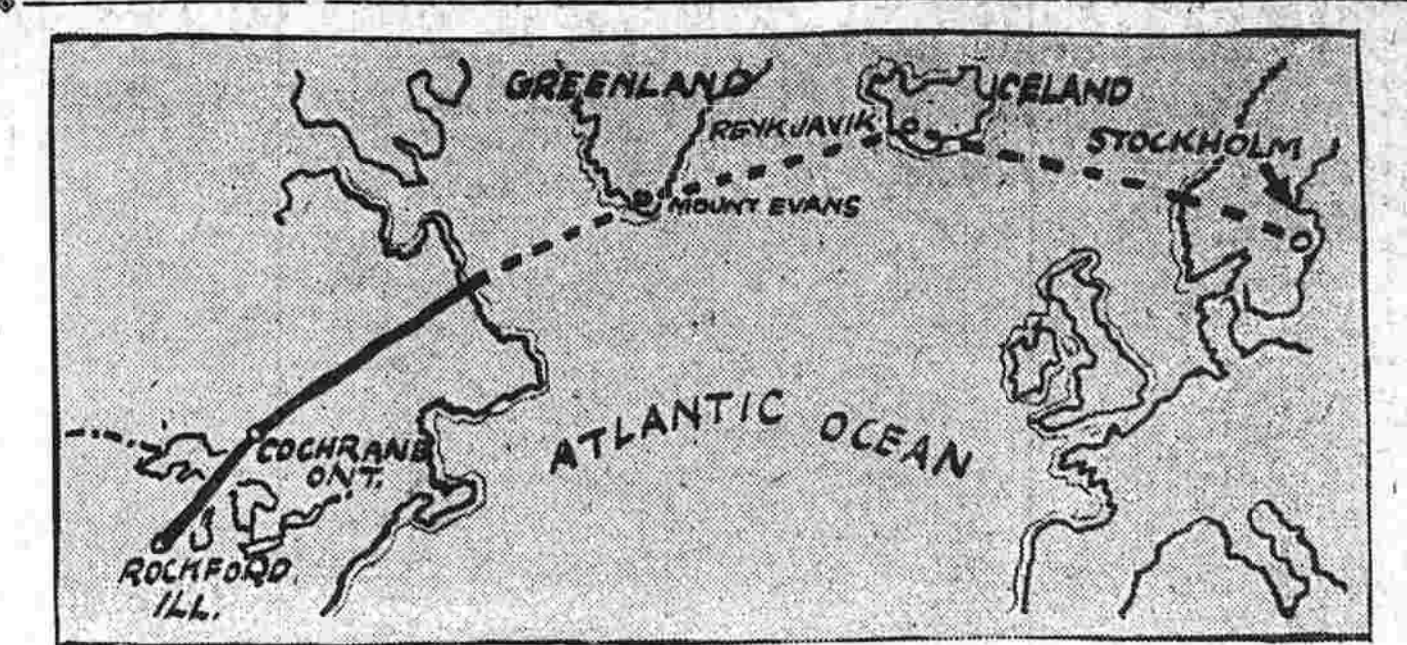 GREENLAND
ICELAND
REYKJAVIK
STOCKHOLM
MOUNT EVANS
ATLANTIC OCEAN
COCHRANE
ONT.
ROCKFORD
ILL.